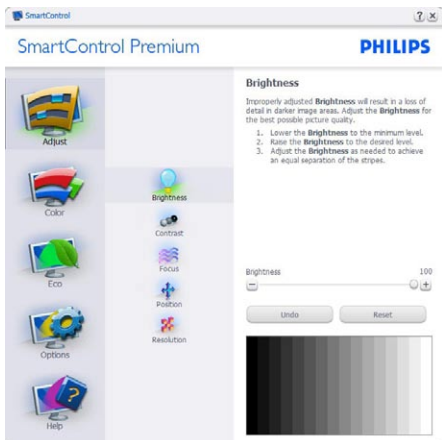 SmartControl
SmartControl Premium
PHILIPS
Adjust
Color
Eco
Options
Help
Brightness
Contrast
Focus
Position
Resolution
Brightness
Improperly adjusted Brightness will result in a loss of
detail in darker image areas. Adjust the Brightness for
the best possible picture quality.
1. Lower the Brightness to the minimum level.
2. Raise the Brightness to the desired level.
3. Adjust the Brightness as needed to achieve
an equal separation of the stripes.
Brightness 100
Undo Reset